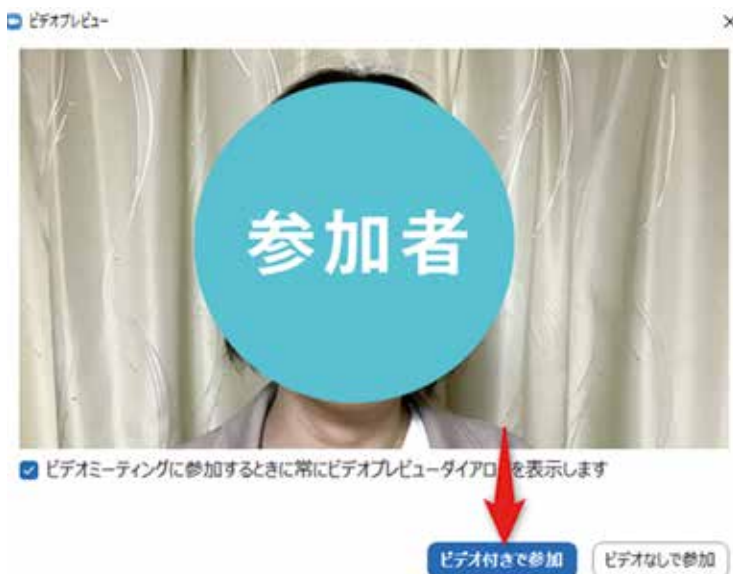 ビデオプレビュー
参加者
ビデオミーティングに参加するときに常にビデオプレビューダイアログを表示します
ビデオ付きで参加
ビデオなしで参加